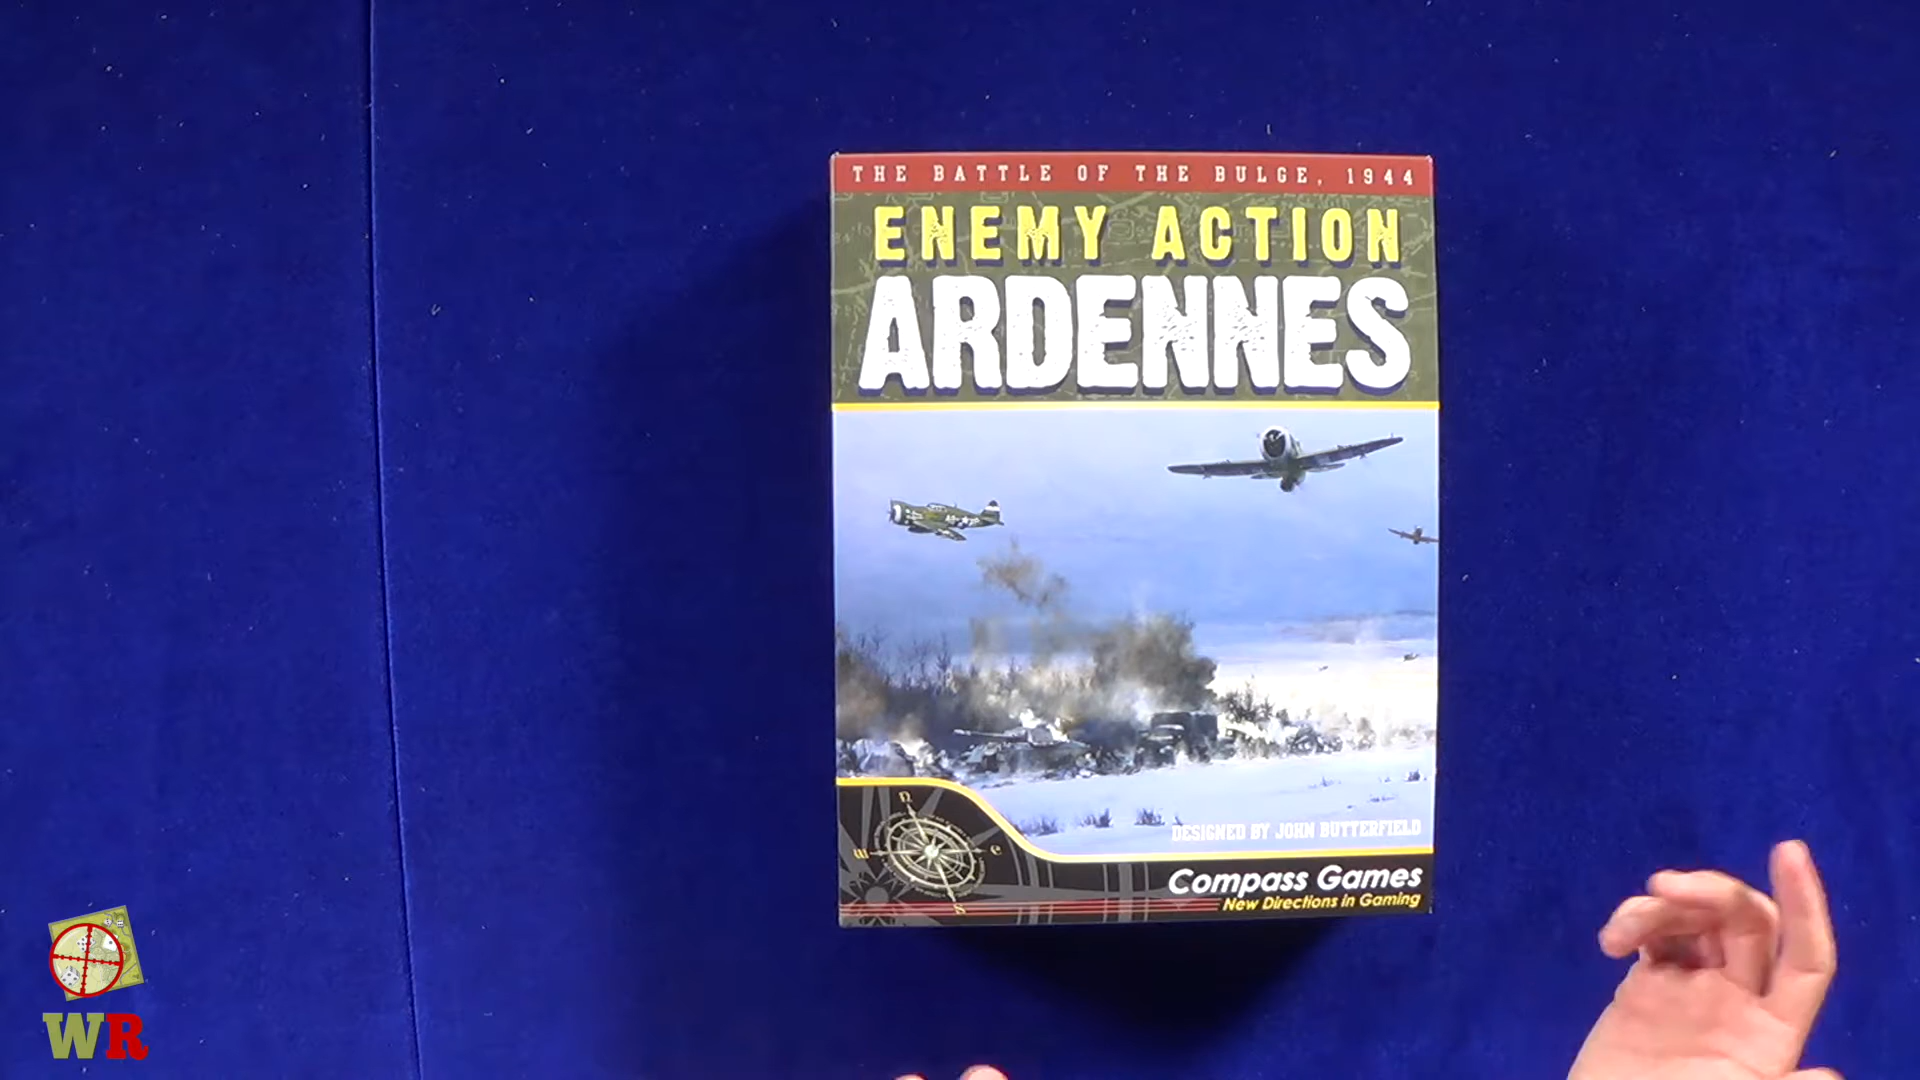 THE BATTLE OF THE BULGE, 1944
ENEMY ACTION
ARDENNES
DESIGNED BY JOHN BUTTERFIELD
Compass Games
New Directions in Gaming
WR